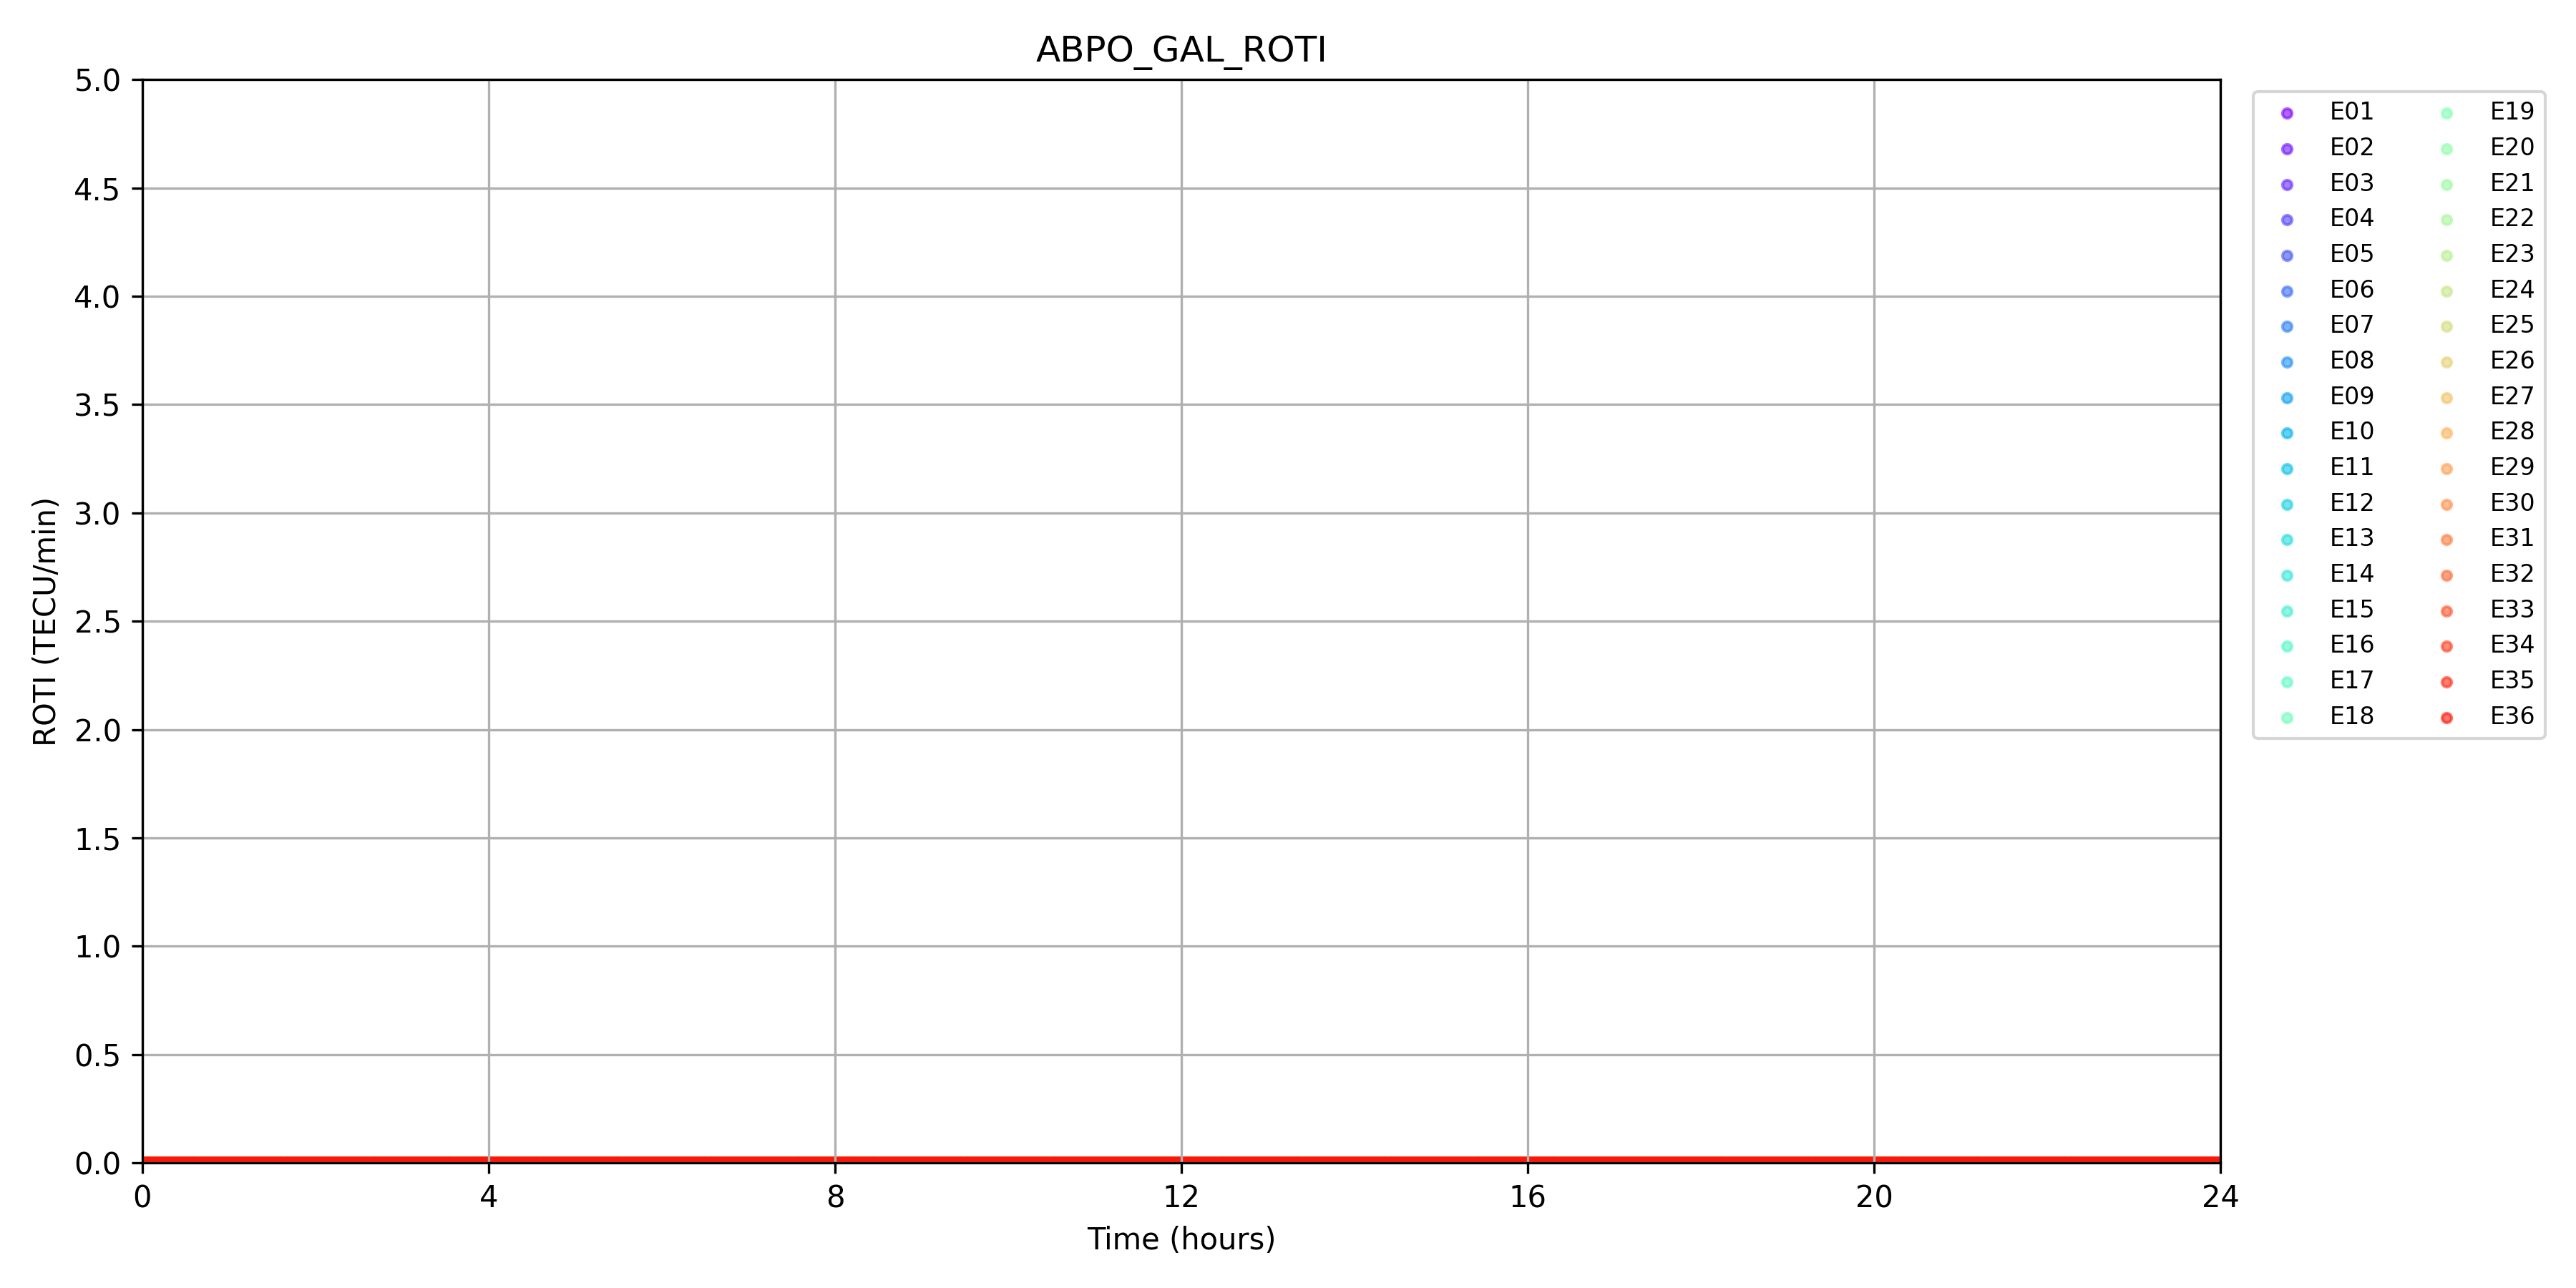 ABPO_GAL_ROTI
5.0
4.5
4.0
3.5
3.0
2.5
2.0
1.5
1.0
0.5
0.0
ROTI (TECU/min)
0 4 8 12 16 20 24
Time (hours)
E01 E19
E02 E20
E03 E21
E04 E22
E05 E23
E06 E24
E07 E25
E08 E26
E09 E27
E10 E28
E11 E29
E12 E30
E13 E31
E14 E32
E15 E33
E16 E34
E17 E35
E18 E36